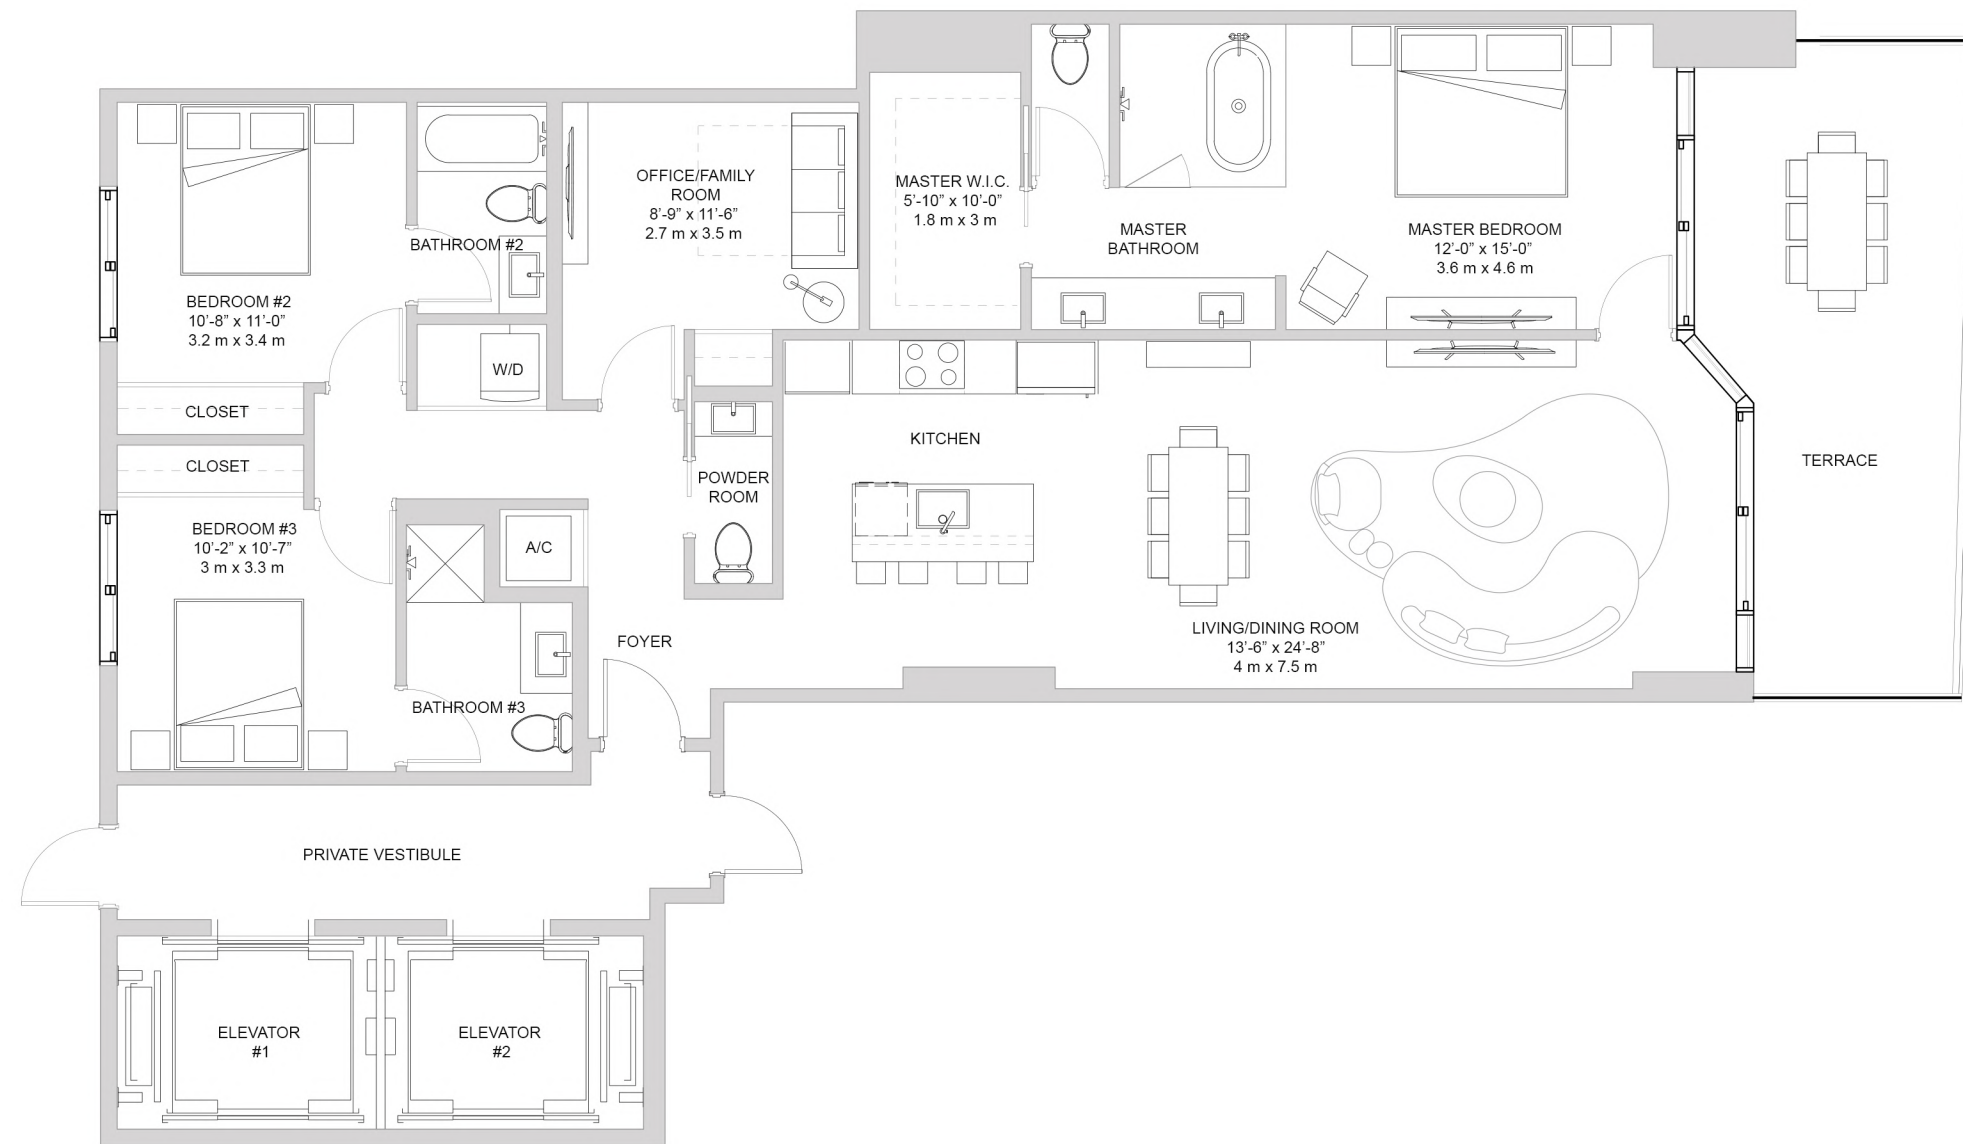 OFFICE/FAMILY
ROOM
8'-9" x 11'-6"
2.7 m x 3.5 m
MASTER W.I.C.
5'-10" x 10'-0"
1.8 m x 3 m
MASTER
BATHROOM
MASTER BEDROOM
12'-0" x 15'-0"
3.6 m x 4.6 m
BATHROOM #2
BEDROOM #2
10'-8" x 11'-0"
3.2 m x 3.4 m
W/D
CLOSET
CLOSET
KITCHEN
TERRACE
POWDER
ROOM
BEDROOM #3
10'-2" x 10'-7"
3 m x 3.3 m
A/C
FOYER
LIVING/DINING ROOM
13'-6" x 24'-8"
4 m x 7.5 m
BATHROOM #3
PRIVATE VESTIBULE
ELEVATOR
#1
ELEVATOR
#2